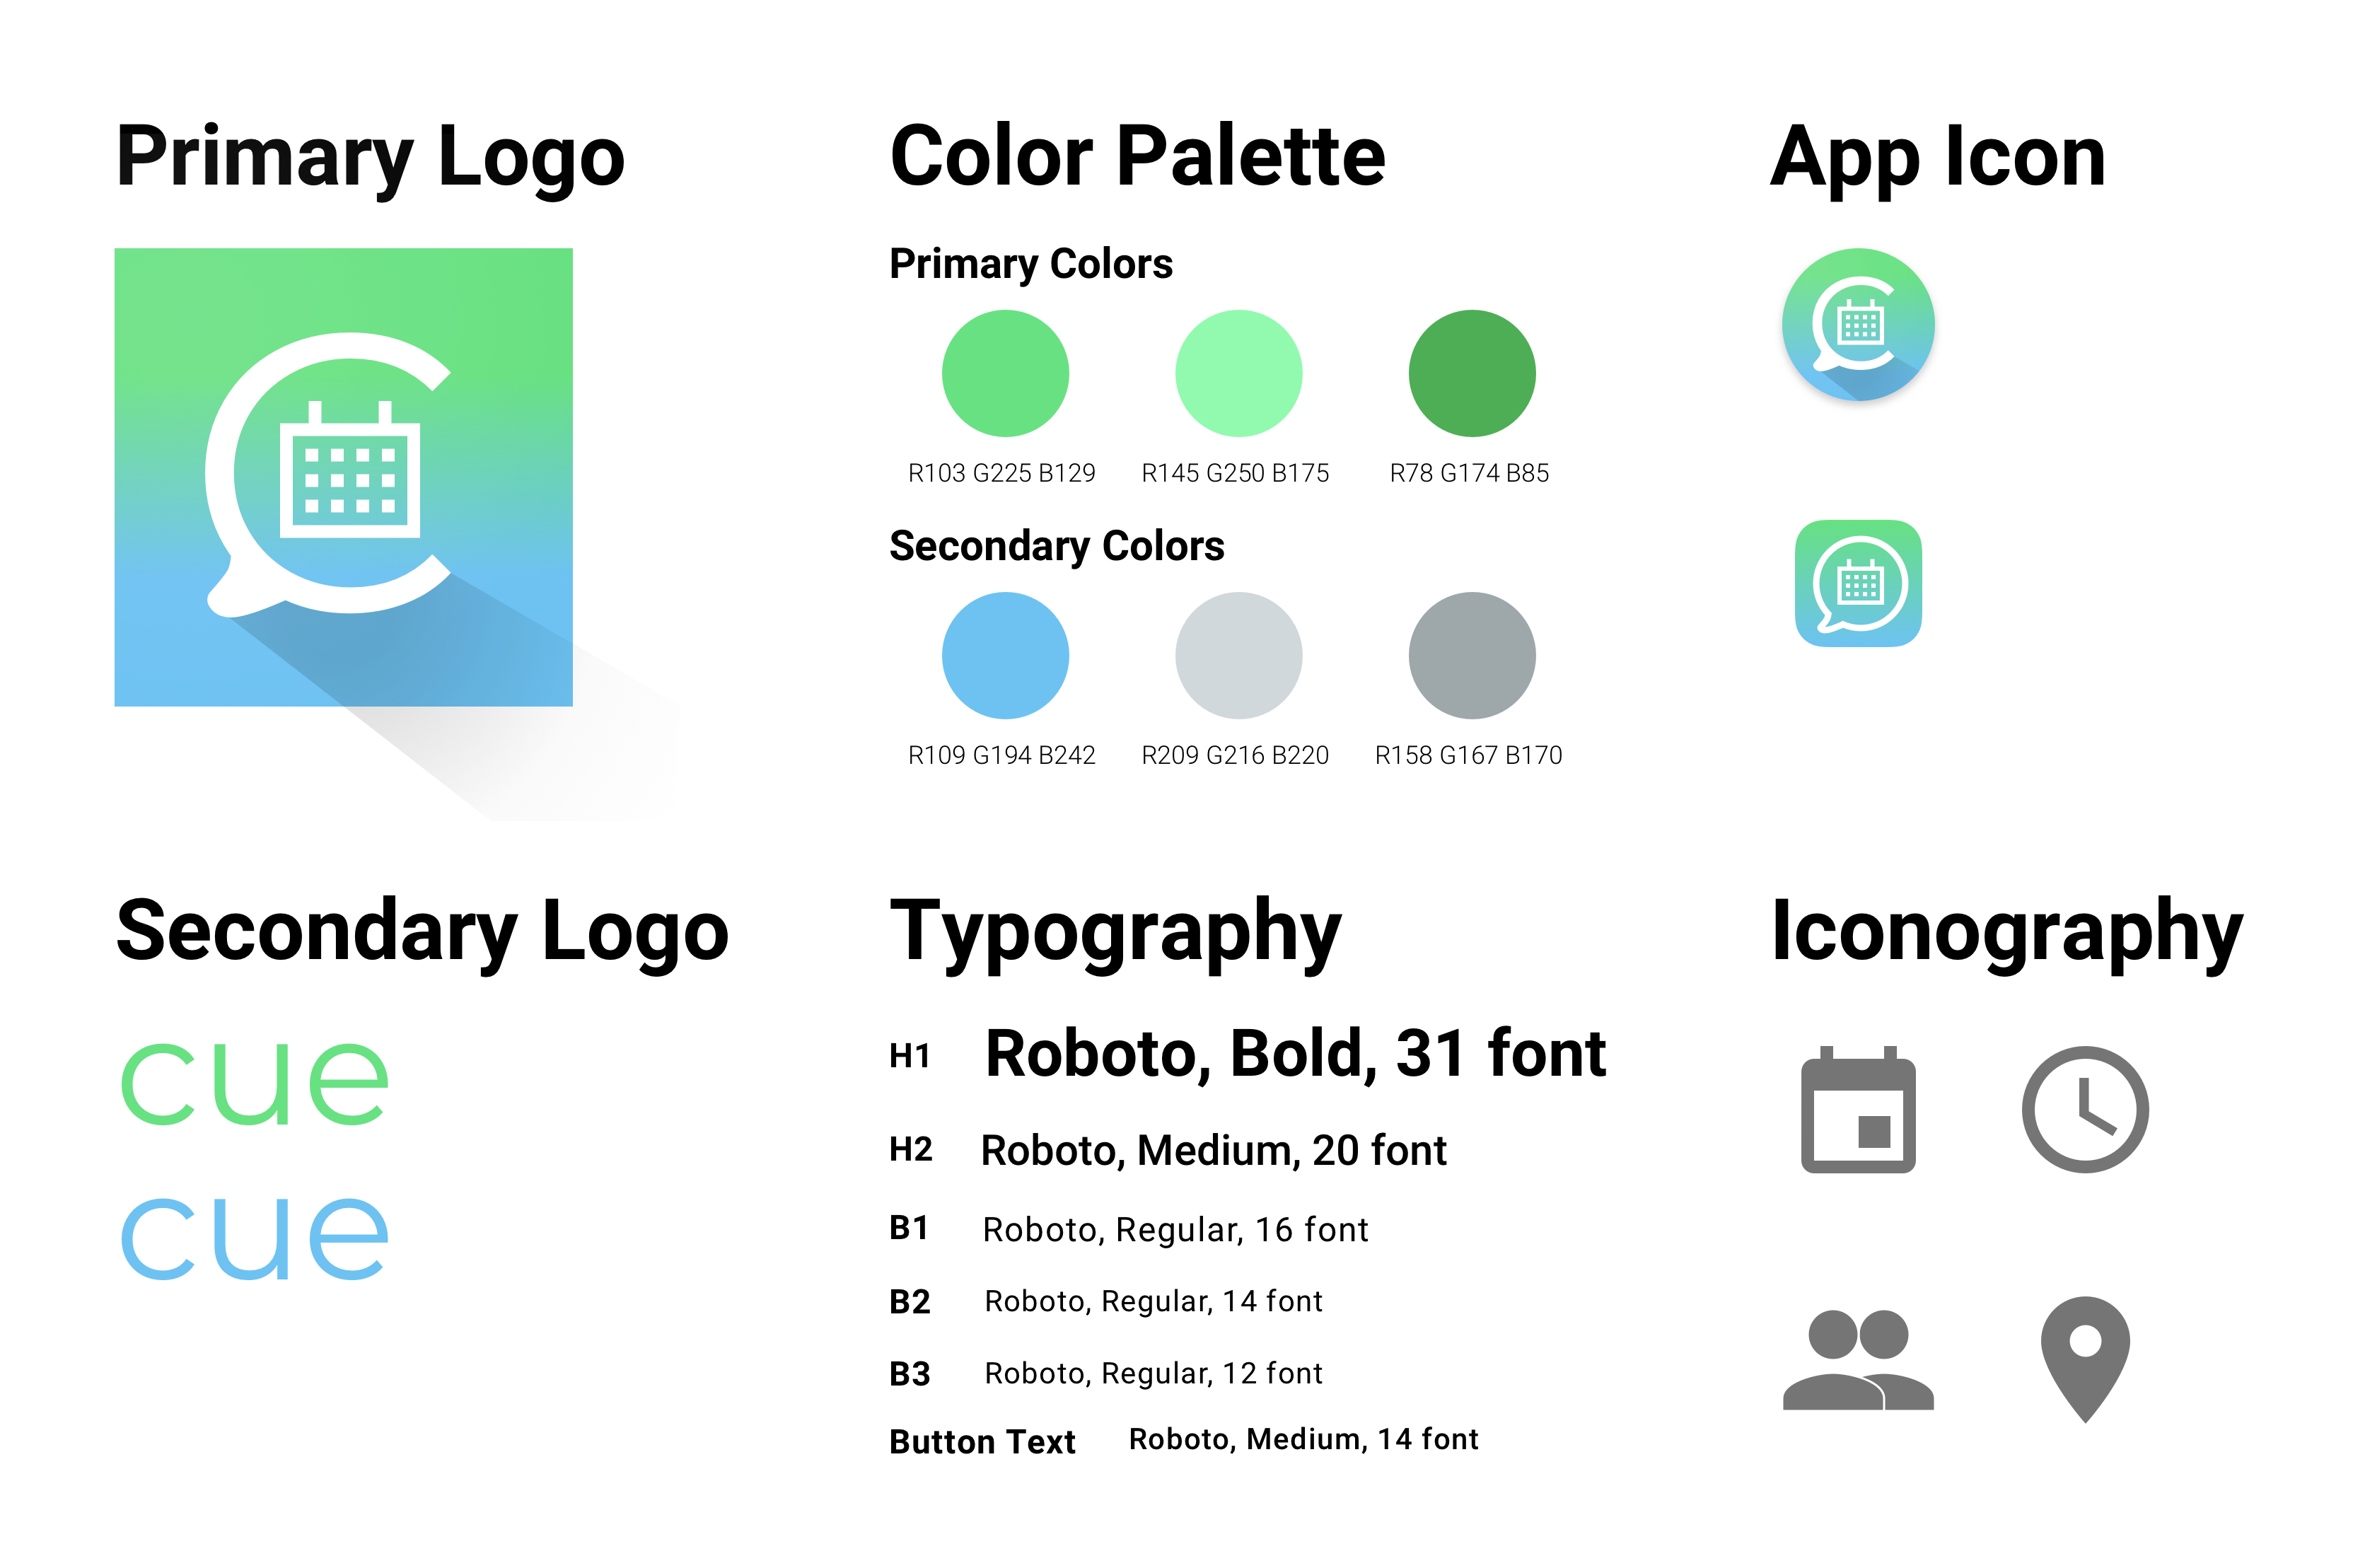 Primary Logo
Color Palette
Primary Colors
R103 G225 B129
R145 G250 B175
R78 G174 B85
Secondary Colors
R109 G194 B242
R209 G216 B220
R158 G167 B170
App Icon
Secondary Logo
cue
cue
Typography
H1 Roboto, Bold, 31 font
H2 Roboto, Medium, 20 font
B1 Roboto, Regular, 16 font
B2 Roboto, Regular, 14 font
B3 Roboto, Regular, 12 font
Button Text Roboto, Medium, 14 font
Iconography